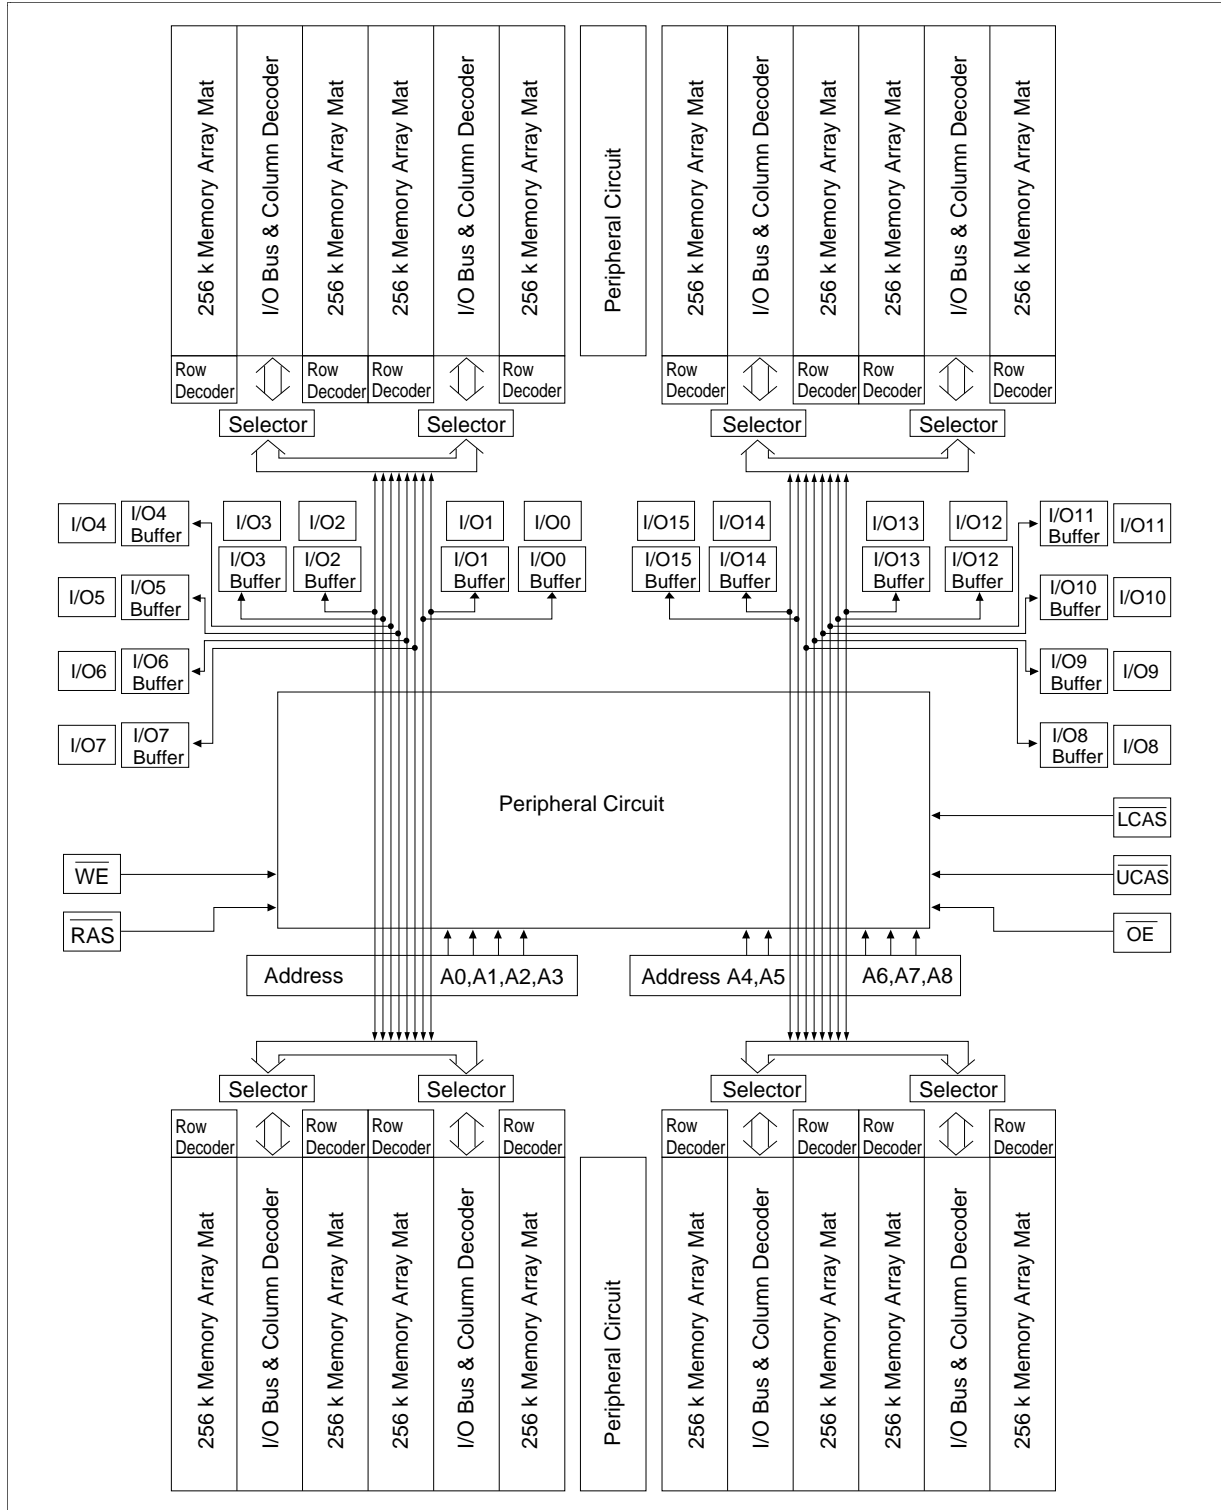 256 k Memory Array Mat
I/O Bus & Column Decoder
256 k Memory Array Mat
256 k Memory Array Mat
I/O Bus & Column Decoder
256 k Memory Array Mat
Peripheral Circuit
256 k Memory Array Mat
I/O Bus & Column Decoder
256 k Memory Array Mat
256 k Memory Array Mat
I/O Bus & Column Decoder
256 k Memory Array Mat
Row
Decoder
Row
Decoder
Row
Decoder
Row
Decoder
Row
Decoder
Row
Decoder
Row
Decoder
Row
Decoder
Selector
Selector
Selector
Selector
I/O4
I/O4
Buffer
I/O3
I/O2
I/O1
I/O0
I/O15
I/O14
I/O13
I/O12
I/O11
Buffer
I/O11
I/O3
Buffer
I/O2
Buffer
I/O1
Buffer
I/O0
Buffer
I/O15
Buffer
I/O14
Buffer
I/O13
Buffer
I/O12
Buffer
I/O5
I/O5
Buffer
I/O10
Buffer
I/O10
I/O6
I/O6
Buffer
I/O9
Buffer
I/O9
I/O7
I/O7
Buffer
I/O8
Buffer
I/O8
Peripheral Circuit
LCAS
WE
UCAS
RAS
OE
Address A0,A1,A2,A3
Address A4,A5 A6,A7,A8
Selector
Selector
Selector
Selector
Row
Decoder
Row
Decoder
Row
Decoder
Row
Decoder
Row
Decoder
Row
Decoder
Row
Decoder
Row
Decoder
256 k Memory Array Mat
I/O Bus & Column Decoder
256 k Memory Array Mat
256 k Memory Array Mat
I/O Bus & Column Decoder
256 k Memory Array Mat
Peripheral Circuit
256 k Memory Array Mat
I/O Bus & Column Decoder
256 k Memory Array Mat
256 k Memory Array Mat
I/O Bus & Column Decoder
256 k Memory Array Mat